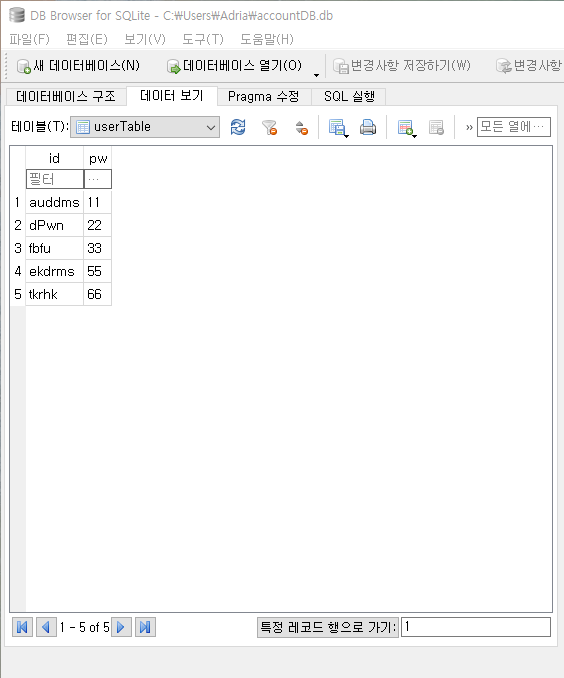 DB Browser for SQLite - C:₩Users₩Adria₩accountDB.db
파일(F) 편집(E) 보기(V) 도구(T) 도움말(H)
새 데이터베이스(N) 데이터베이스 열기(O) 변경사항 저장하기(W) 변경사항
데이터베이스 구조 데이터 보기 Pragma 수정 SQL 실행
테이블(T): userTable » 모든 열에…
id pw
필터 …
1 auddms 11
2 dPwn 22
3 fbfu 33
4 ekdrms 55
5 tkrhk 66
1 - 5 of 5 특정 레코드 행으로 가기: 1